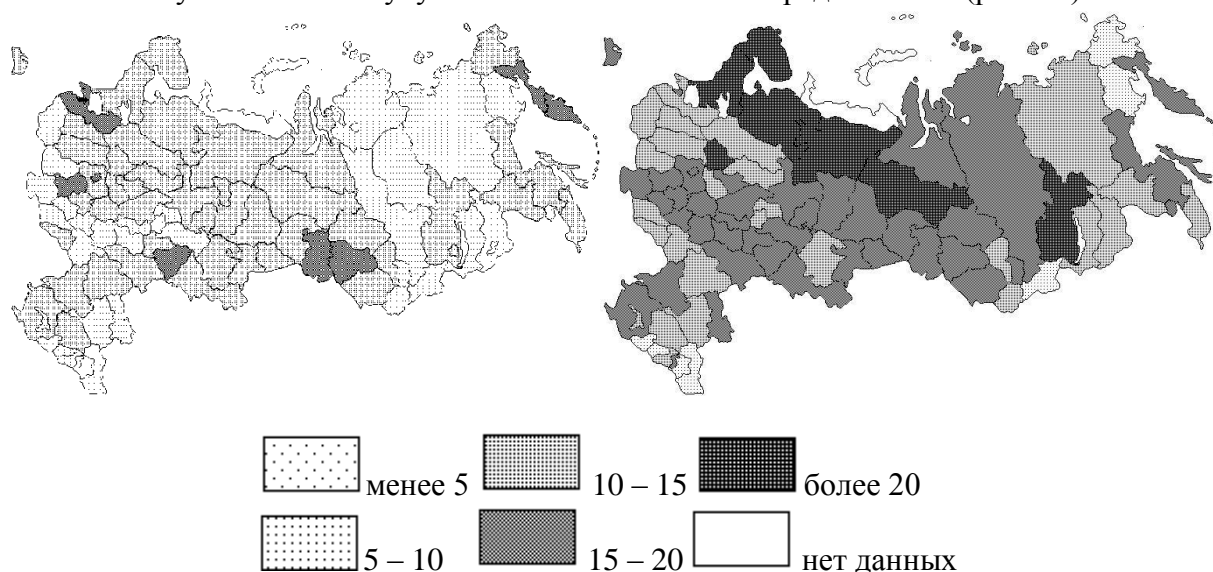 менее 5 10 – 15 более 20
5 – 10 15 – 20 нет данных